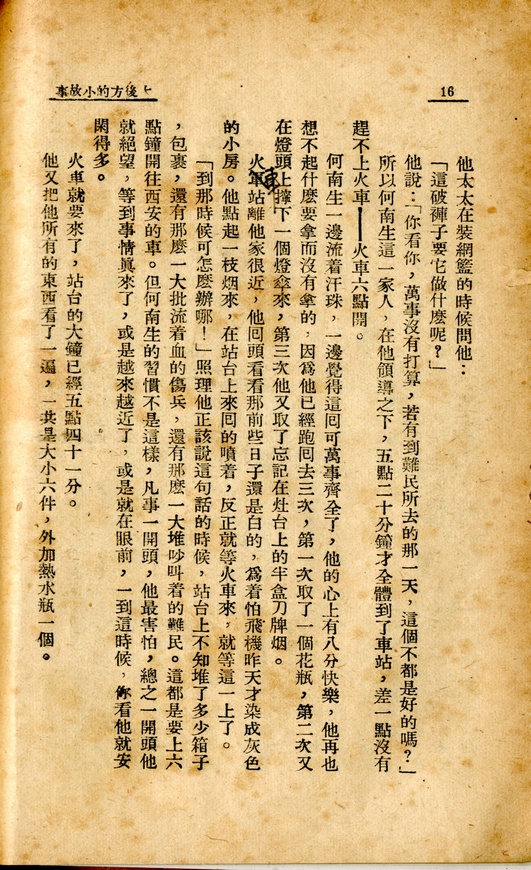 16
事故小的方後
他太太在裝網籃的時候問他：
「這破褲子要它做什麼呢？」
他說：「你看你，萬事沒有打算，若有到難民所去的那一天，這個不都是好的嗎？」
所以何南生這一家人，在他領導之下，五點二十分鐘才全體到了車站，差一點沒有
趕不上火車——火車六點開。
何南生一邊流着汗珠，一邊覺得這囘可萬事齊全了，他的心上有八分快樂，他再也
想不起什麼要拿而沒有拿的，因爲他已經跑囘去三次，第一次取了一個花瓶，第二次又
在燈頭上擰下一個燈傘來，第三次他又取了忘記在灶台上的半盒刀牌烟。
火車站離他家很近，他囘頭看看那前些日子還是白的，爲着怕飛機昨天才染成灰色
的小房。他點起一枝烟來，在站台上來囘的噴着，反正就等火車來，就等這一上了。
「到那時候可怎麼辦哪！」照理他正該說這句話的時候，站台上不知堆了多少箱子
，包裹，還有那麼一大批流着血的傷兵，還有那麼一大堆吵叫着的難民。這都是要上六
點鐘開往西安的車。但何南生的習慣不是這樣，凡事一開頭，他最害怕，總之一開頭他
就絕望，等到事情眞來了，或是越來越近了，或是就在眼前，一到這時候，你看他就安
閑得多。
火車就要來了，站台的大鐘已經五點四十一分。
他又把他所有的東西看了一遍，一共是大小六件，外加熱水瓶一個。